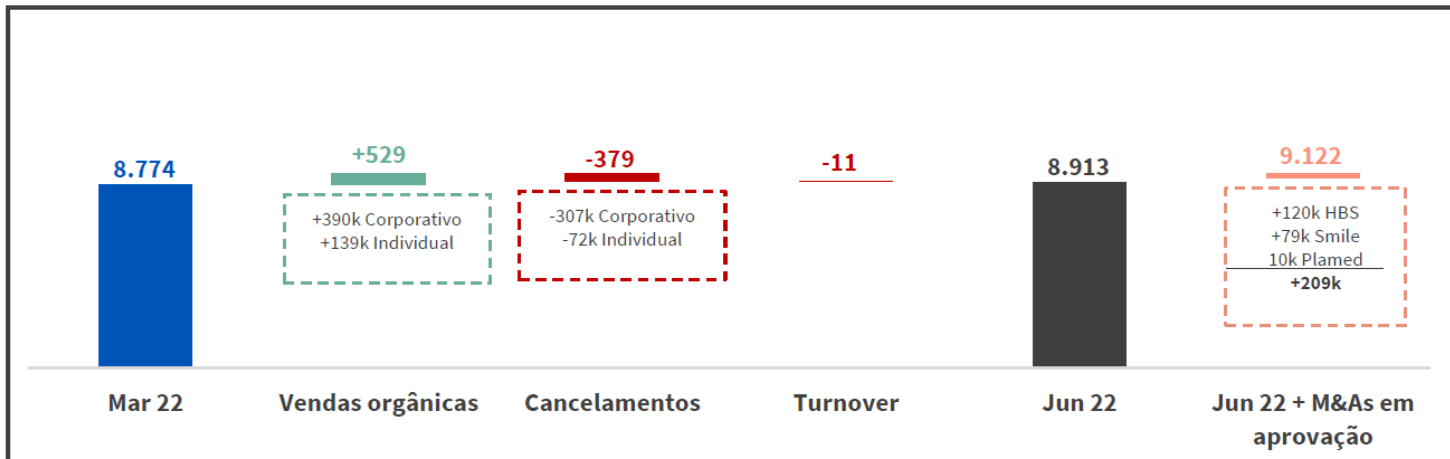 8.774
+529
+390k Corporativo
+139k Individual
-379
-307k Corporativo
-72k Individual
-11
8.913
9.122
+120k HBS
+79k Smile
10k Plamed
+209k
Mar 22
Vendas orgânicas
Cancelamentos
Turnover
Jun 22
Jun 22 + M&As em
aprovação